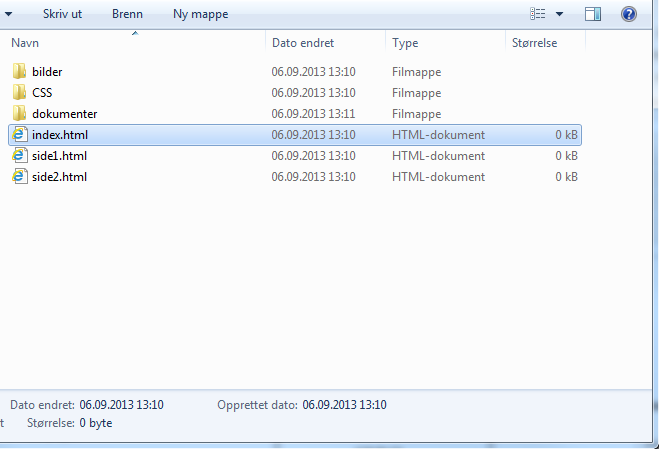 Skriv ut Brenn Ny mappe
Navn Dato endret Type Størrelse
bilder 06.09.2013 13:10 Filmappe
CSS 06.09.2013 13:10 Filmappe
dokumenter 06.09.2013 13:11 Filmappe
index.html 06.09.2013 13:10 HTML-dokument 0 kB
side1.html 06.09.2013 13:10 HTML-dokument 0 kB
side2.html 06.09.2013 13:10 HTML-dokument 0 kB
Dato endret: 06.09.2013 13:10 Opprettet dato: 06.09.2013 13:10
t Størrelse: 0 byte